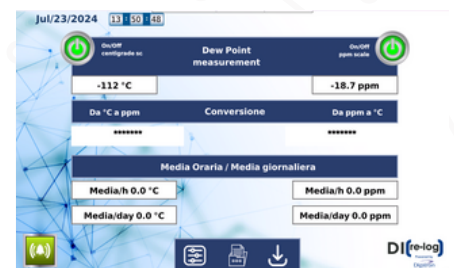 Jul/23/2024 13 : 50 : 48
On/Off
centigrade sc
Dew Point
measurement
On/Off
ppm scale
-112 °C
-18.7 ppm
Da °C a ppm
Conversione
Da ppm a °C
*******
*******
Media Oraria / Media giornaliera
Media/h 0.0 °C
Media/h 0.0 ppm
Media/day 0.0 °C
Media/day 0.0 ppm
DI(re-log)